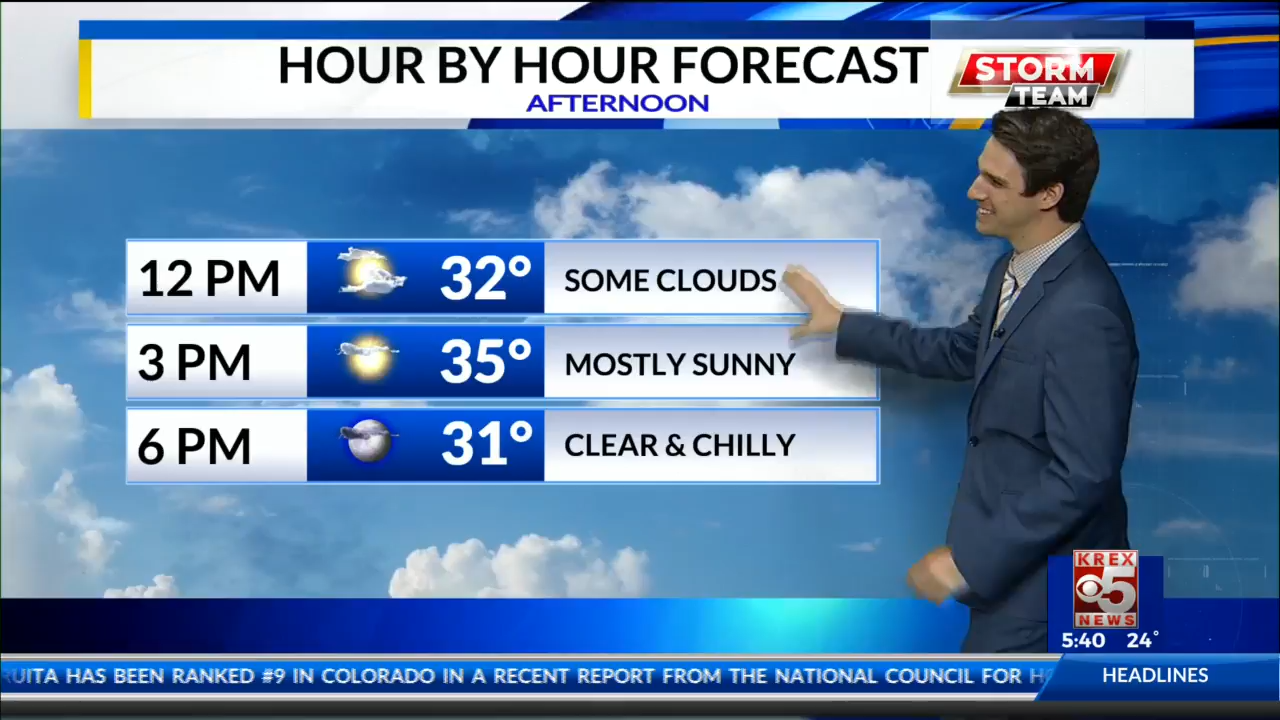 HOUR BY HOUR FORECAST
AFTERNOON
STORM
TEAM
12 PM 32° SOME CLOUDS
3 PM 35° MOSTLY SUNNY
6 PM 31° CLEAR & CHILLY
KREX
5
NEWS
5:40 24°
UITA HAS BEEN RANKED #9 IN COLORADO IN A RECENT REPORT FROM THE NATIONAL COUNCIL FOR
HEADLINES